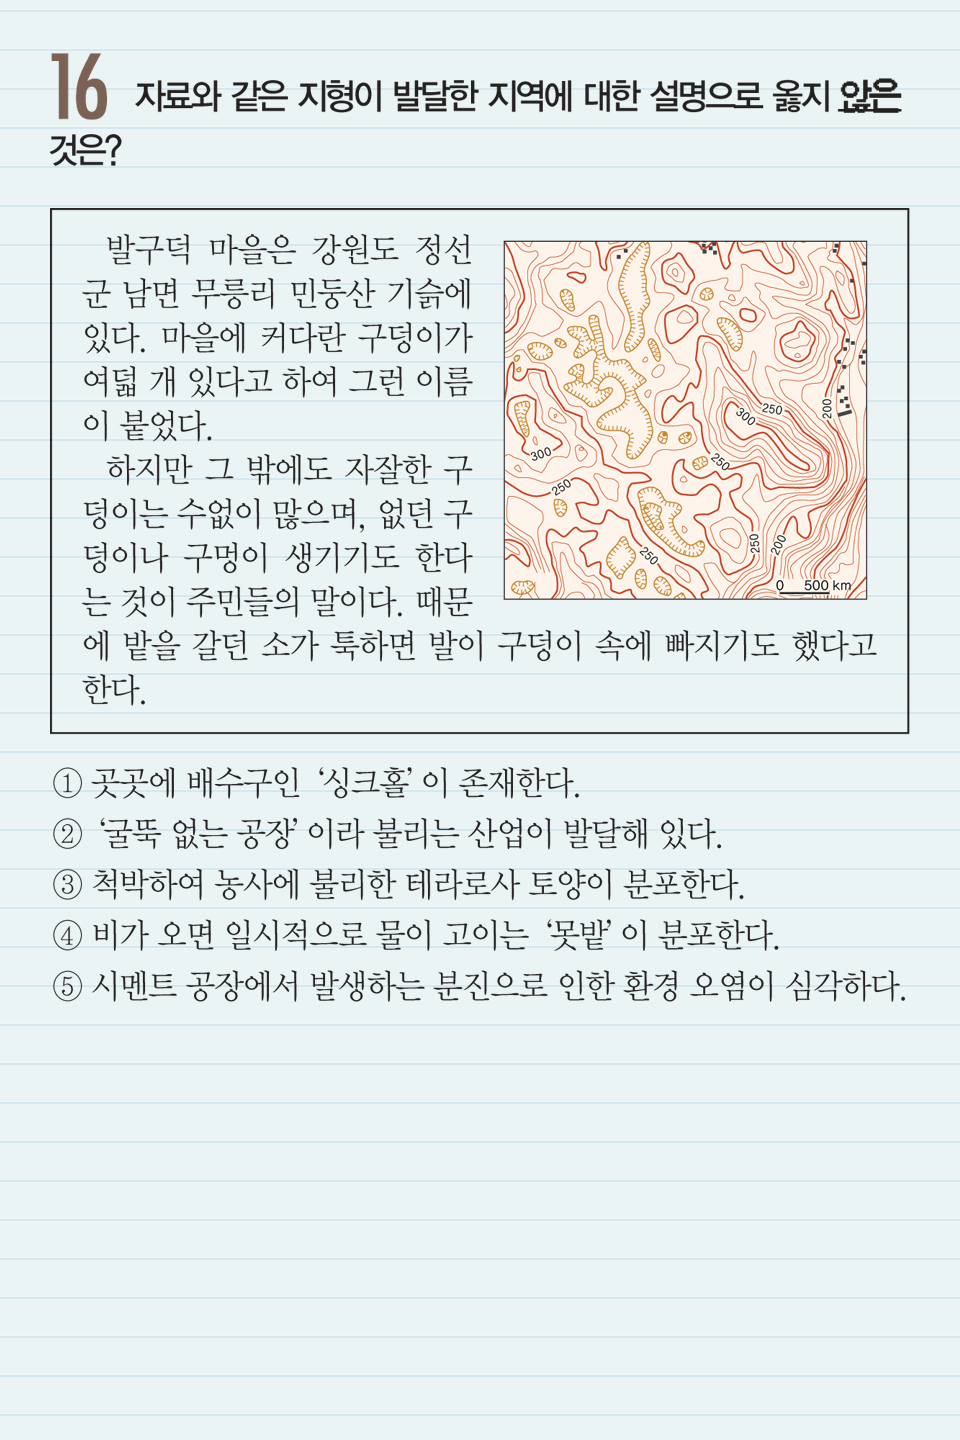 16 자료와 같은 지형이 발달한 지역에 대한 설명으로 옳지 않은
것은?
발구덕 마을은 강원도 정선
군 남면 무릉리 민둥산 기슭에
있다. 마을에 커다란 구덩이가
여덟 개 있다고 하여 그런 이름
이 붙었다.
하지만 그 밖에도 자잘한 구
덩이는 수없이 많으며, 없던 구
덩이나 구멍이 생기기도 한다
는 것이 주민들의 말이다. 때문
에 밭을 갈던 소가 툭하면 발이 구덩이 속에 빠지기도 했다고
한다.
300
250
200
300
250
250
250
250
200
0 500 km
① 곳곳에 배수구인 ‘싱크홀’이 존재한다.
② ‘굴뚝 없는 공장’이라 불리는 산업이 발달해 있다.
③ 척박하여 농사에 불리한 테라로사 토양이 분포한다.
④ 비가 오면 일시적으로 물이 고이는 ‘못밭’이 분포한다.
⑤ 시멘트 공장에서 발생하는 분진으로 인한 환경 오염이 심각하다.